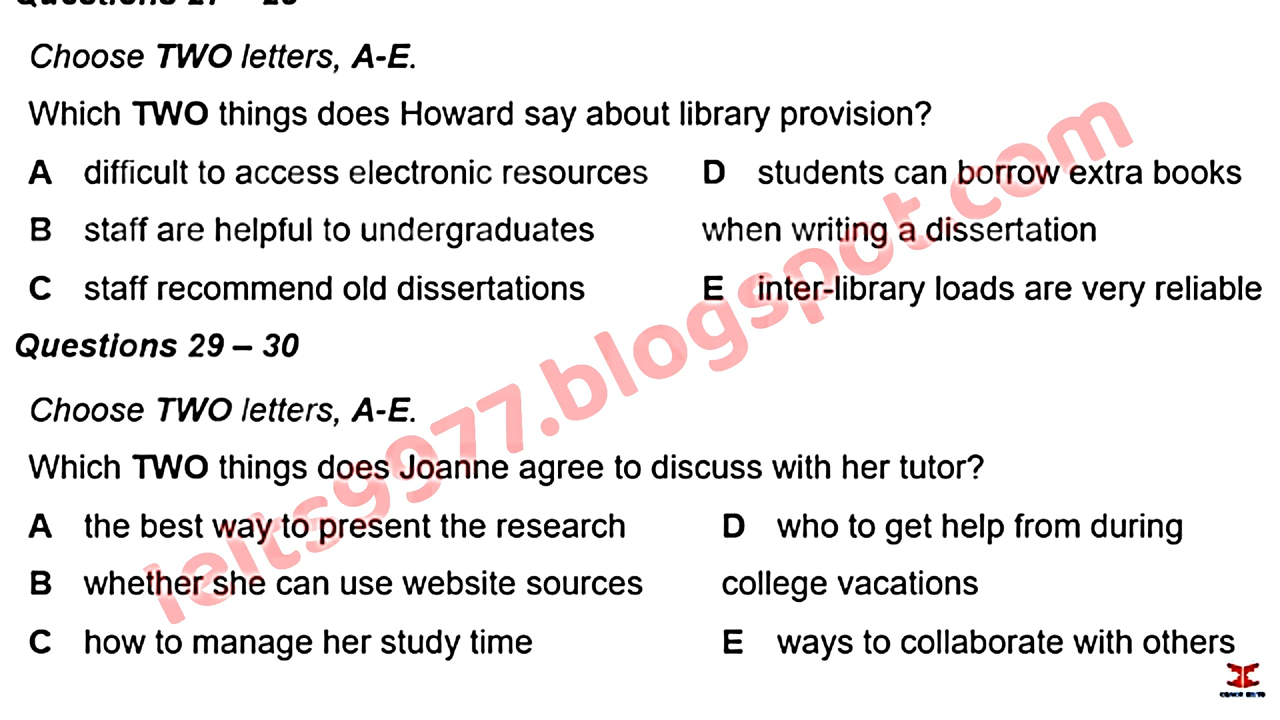 Choose TWO letters, A-E.
Which TWO things does Howard say about library provision?
A difficult to access electronic resources
B staff are helpful to undergraduates
C staff recommend old dissertations
D students can borrow extra books
when writing a dissertation
E inter-library loads are very reliable
Questions 29 – 30
Choose TWO letters, A-E.
Which TWO things does Joanne agree to discuss with her tutor?
A the best way to present the research
B whether she can use website sources
C how to manage her study time
D who to get help from during
college vacations
E ways to collaborate with others
ielts9977.blogspot.com